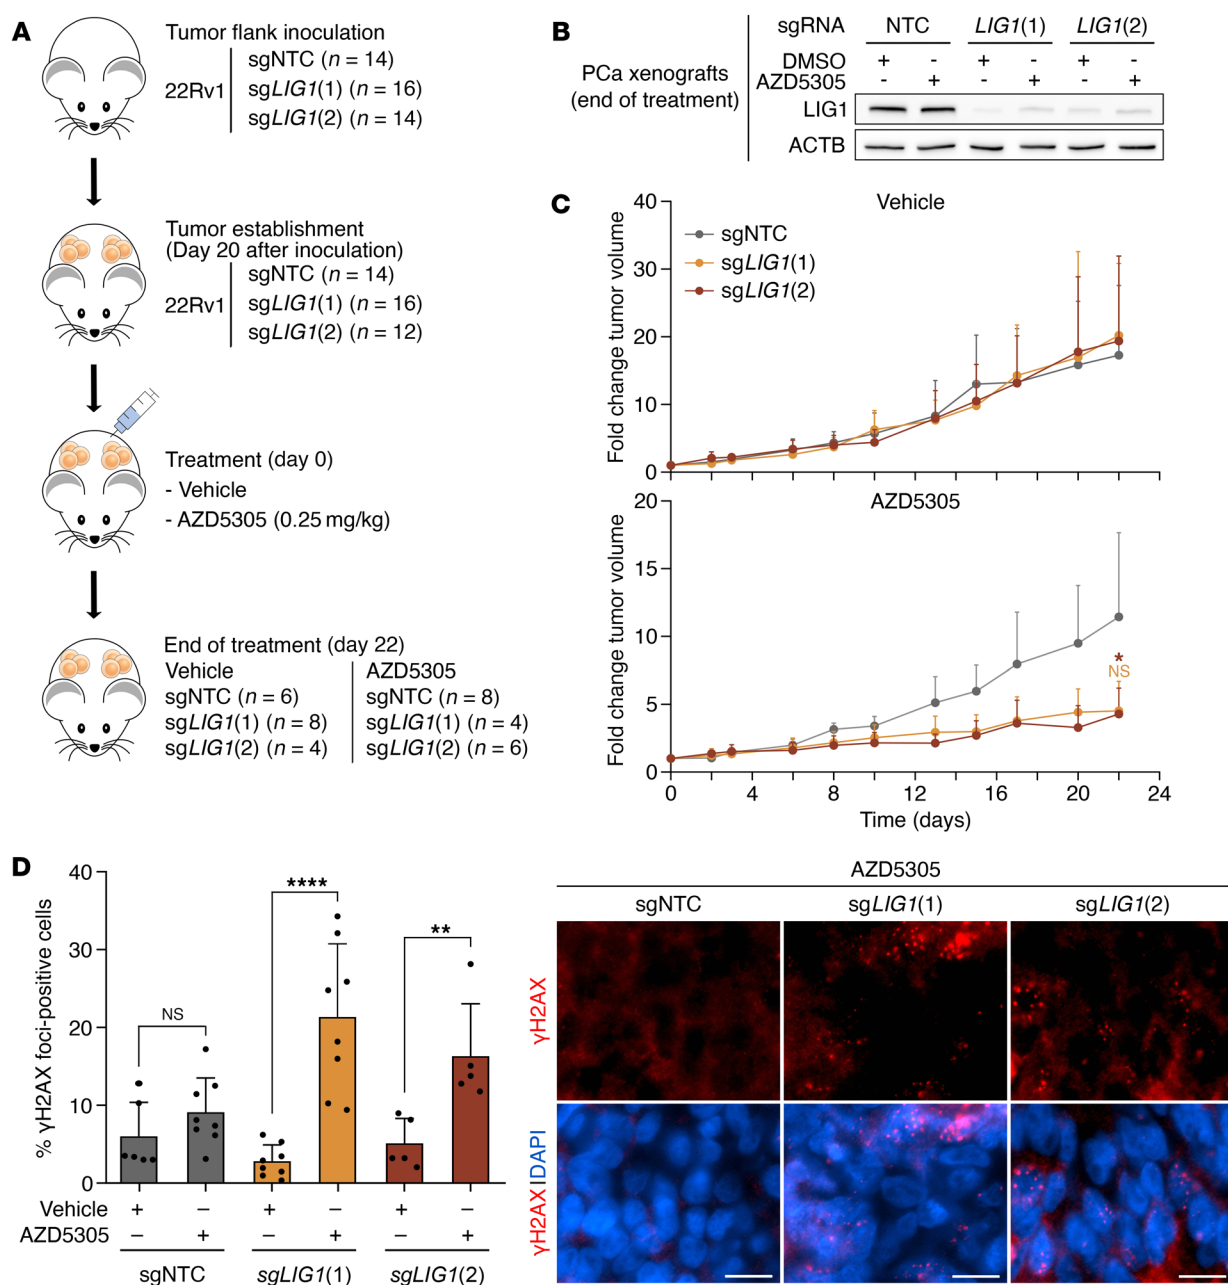 A
Tumor flank inoculation
22Rv1
sgNTC (n = 14)
sgLIG1(1) (n = 16)
sgLIG1(2) (n = 14)
Tumor establishment
(Day 20 after inoculation)
22Rv1
sgNTC (n = 14)
sgLIG1(1) (n = 16)
sgLIG1(2) (n = 12)
Treatment (day 0)
- Vehicle
- AZD5305 (0.25 mg/kg)
End of treatment (day 22)
Vehicle
sgNTC (n = 6)
sgLIG1(1) (n = 8)
sgLIG1(2) (n = 4)
AZD5305
sgNTC (n = 8)
sgLIG1(1) (n = 4)
sgLIG1(2) (n = 6)
B
PCa xenografts
(end of treatment)
sgRNA NTC LIG1(1) LIG1(2)
DMSO + - + - + -
AZD5305 - + - + - +
LIG1
ACTB
C
Vehicle
Fold change tumor volume
40
30
20
10
0
sgNTC
sgLIG1(1)
sgLIG1(2)
AZD5305
Fold change tumor volume
20
15
10
5
0
*
NS
0 4 8 12 16 20 24
Time (days)
D
% γH2AX foci-positive cells
40
30
20
10
0
NS
****
**
Vehicle + – + – + –
AZD5305 – + – + – +
sgNTC sgLIG1(1) sgLIG1(2)
AZD5305
sgNTC sgLIG1(1) sgLIG1(2)
γH2AX
γH2AX|DAPI